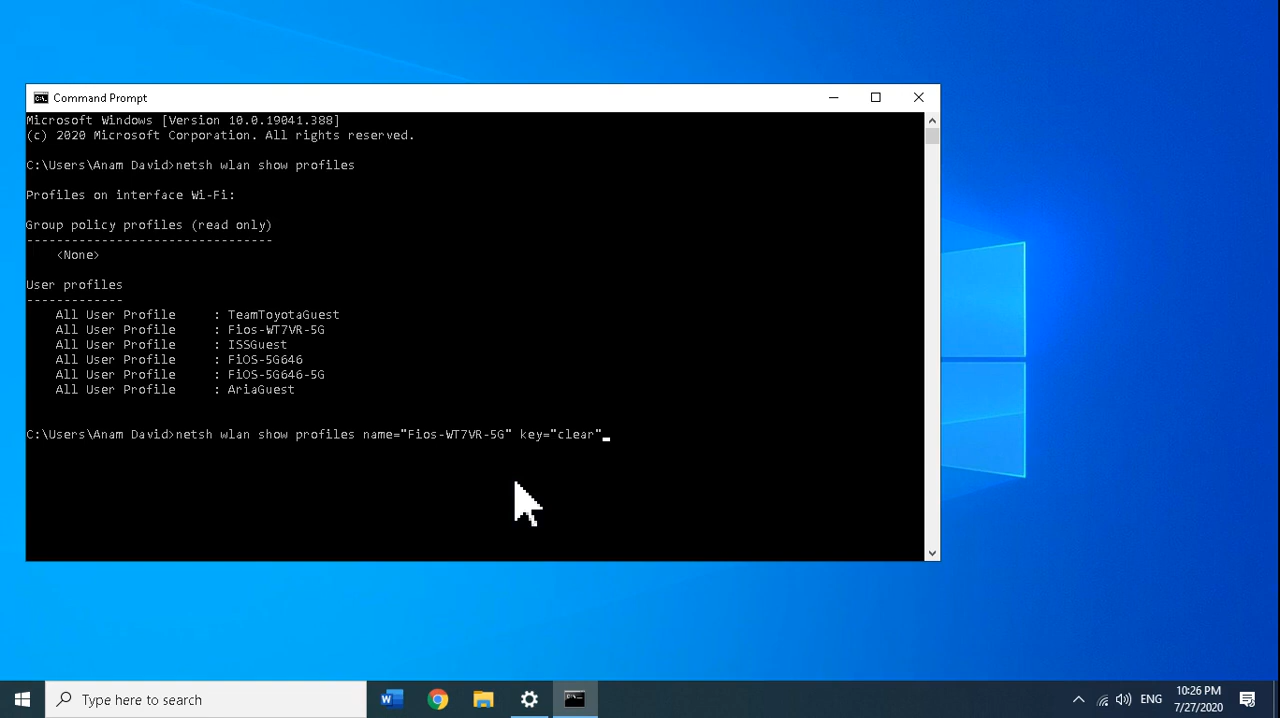 Command Prompt
Microsoft Windows [Version 10.0.19041.388]
(c) 2020 Microsoft Corporation. All rights reserved.
C:\Users\Anam David>netsh wlan show profiles
Profiles on interface Wi-Fi:
Group policy profiles (read only)
---------------------------------
<None>
User profiles
-------------
All User Profile     : TeamToyotaGuest
All User Profile     : Fios-WT7VR-5G
All User Profile     : ISSGuest
All User Profile     : FiOS-5G646
All User Profile     : FiOS-5G646-5G
All User Profile     : AriaGuest
C:\Users\Anam David>netsh wlan show profiles name="Fios-WT7VR-5G" key="clear"
Type here to search
ENG
10:26 PM
7/27/2020